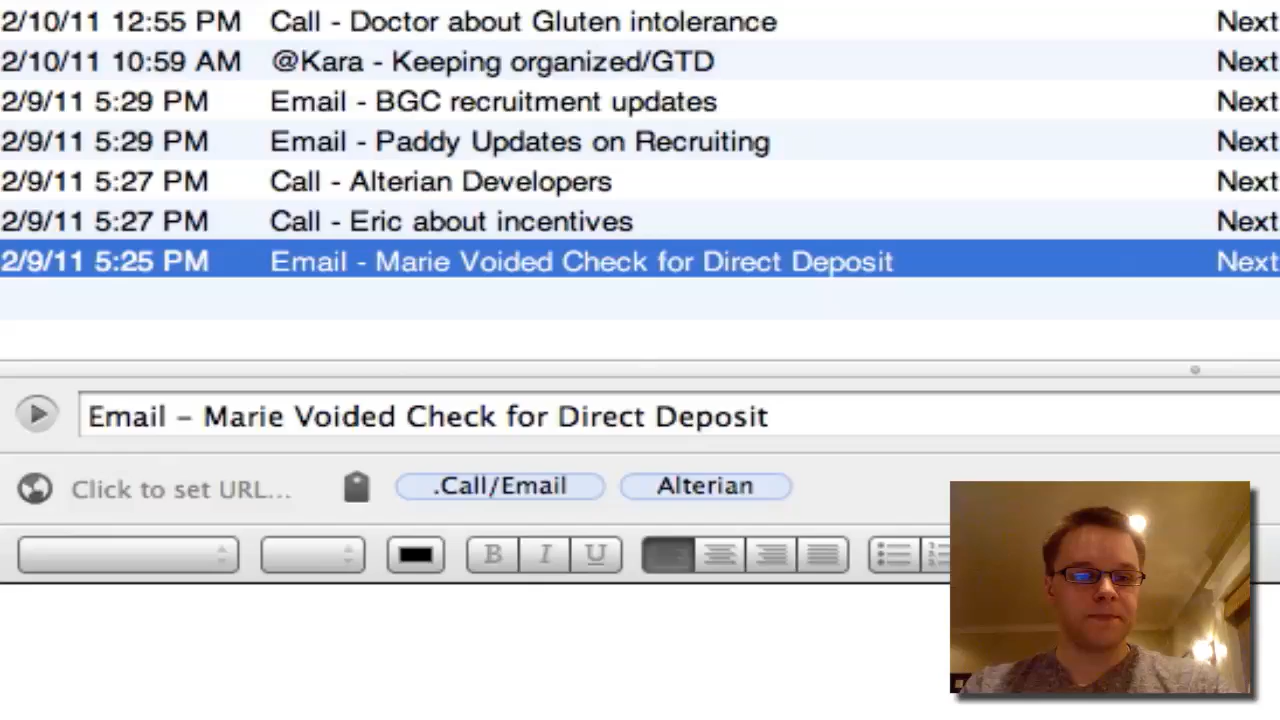 2/10/11 12:55 PM Call - Doctor about Gluten intolerance Next
2/10/11 10:59 AM @Kara - Keeping organized/GTD Next
2/9/11 5:29 PM Email - BGC recruitment updates Next
2/9/11 5:29 PM Email - Paddy Updates on Recruiting Next
2/9/11 5:27 PM Call - Alterian Developers Next
2/9/11 5:27 PM Call - Eric about incentives Next
2/9/11 5:25 PM Email - Marie Voided Check for Direct Deposit Next
Email – Marie Voided Check for Direct Deposit
Click to set URL... .Call/Email Alterian
B I U